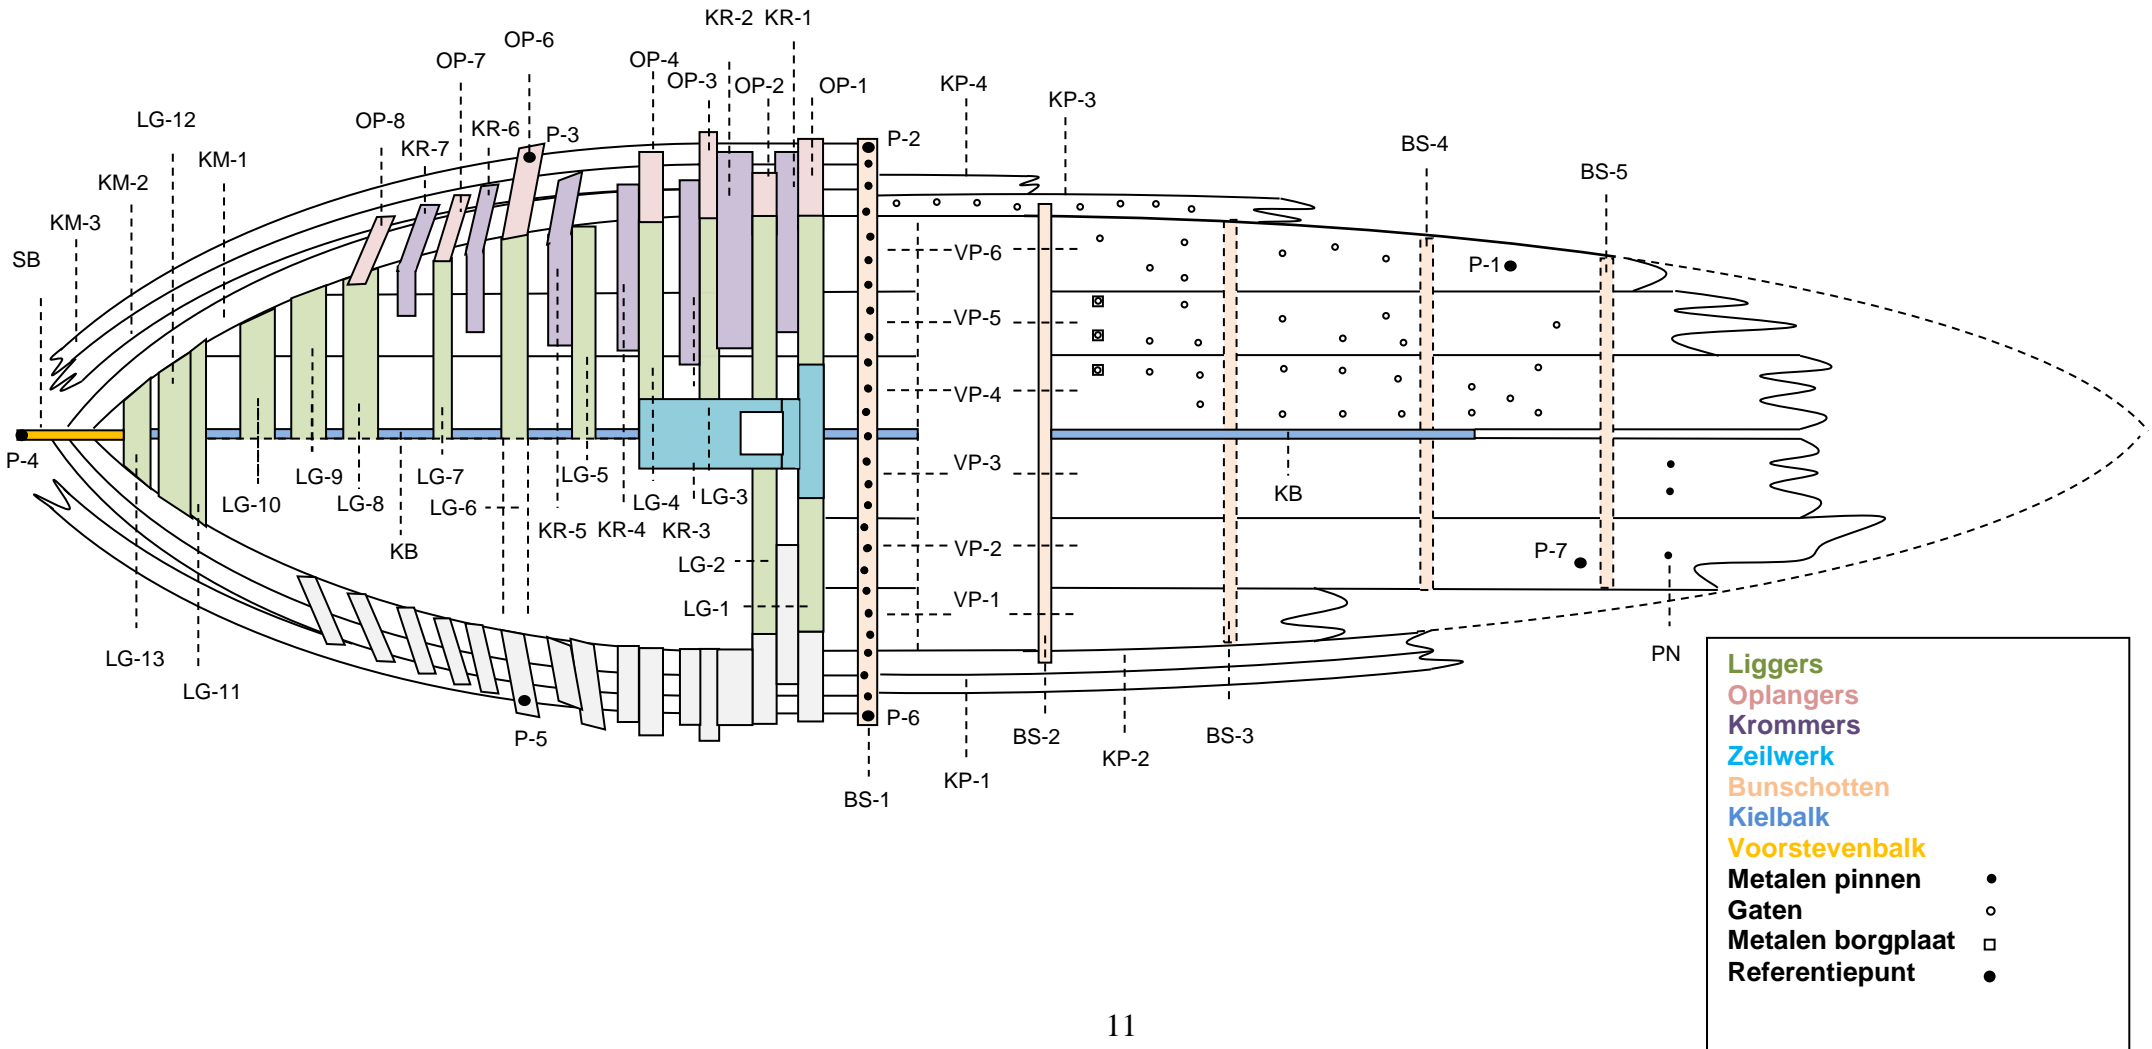 KR-2 KR-1
OP-6
OP-7
OP-4
OP-3
OP-2
OP-1
KP-4
KP-3
LG-12
OP-8
KR-6
P-3
P-2
BS-4
KM-1
KR-7
BS-5
KM-2
KM-3
SB
VP-6
P-1
VP-5
VP-4
P-4
VP-3
LG-9
LG-7
LG-5
LG-10
LG-8
LG-6
LG-4
LG-3
KB
KR-5
KR-4
KR-3
KB
VP-2
P-7
LG-2
VP-1
LG-1
LG-13
LG-11
PN
P-5
P-6
BS-2
BS-3
KP-2
KP-1
BS-1
Liggers
Oplangers
Krommers
Zeilwerk
Bunschotten
Kielbalk
Voorstevenbalk
Metalen pinnen
Gaten
Metalen borgplaat
Referentiepunt
11